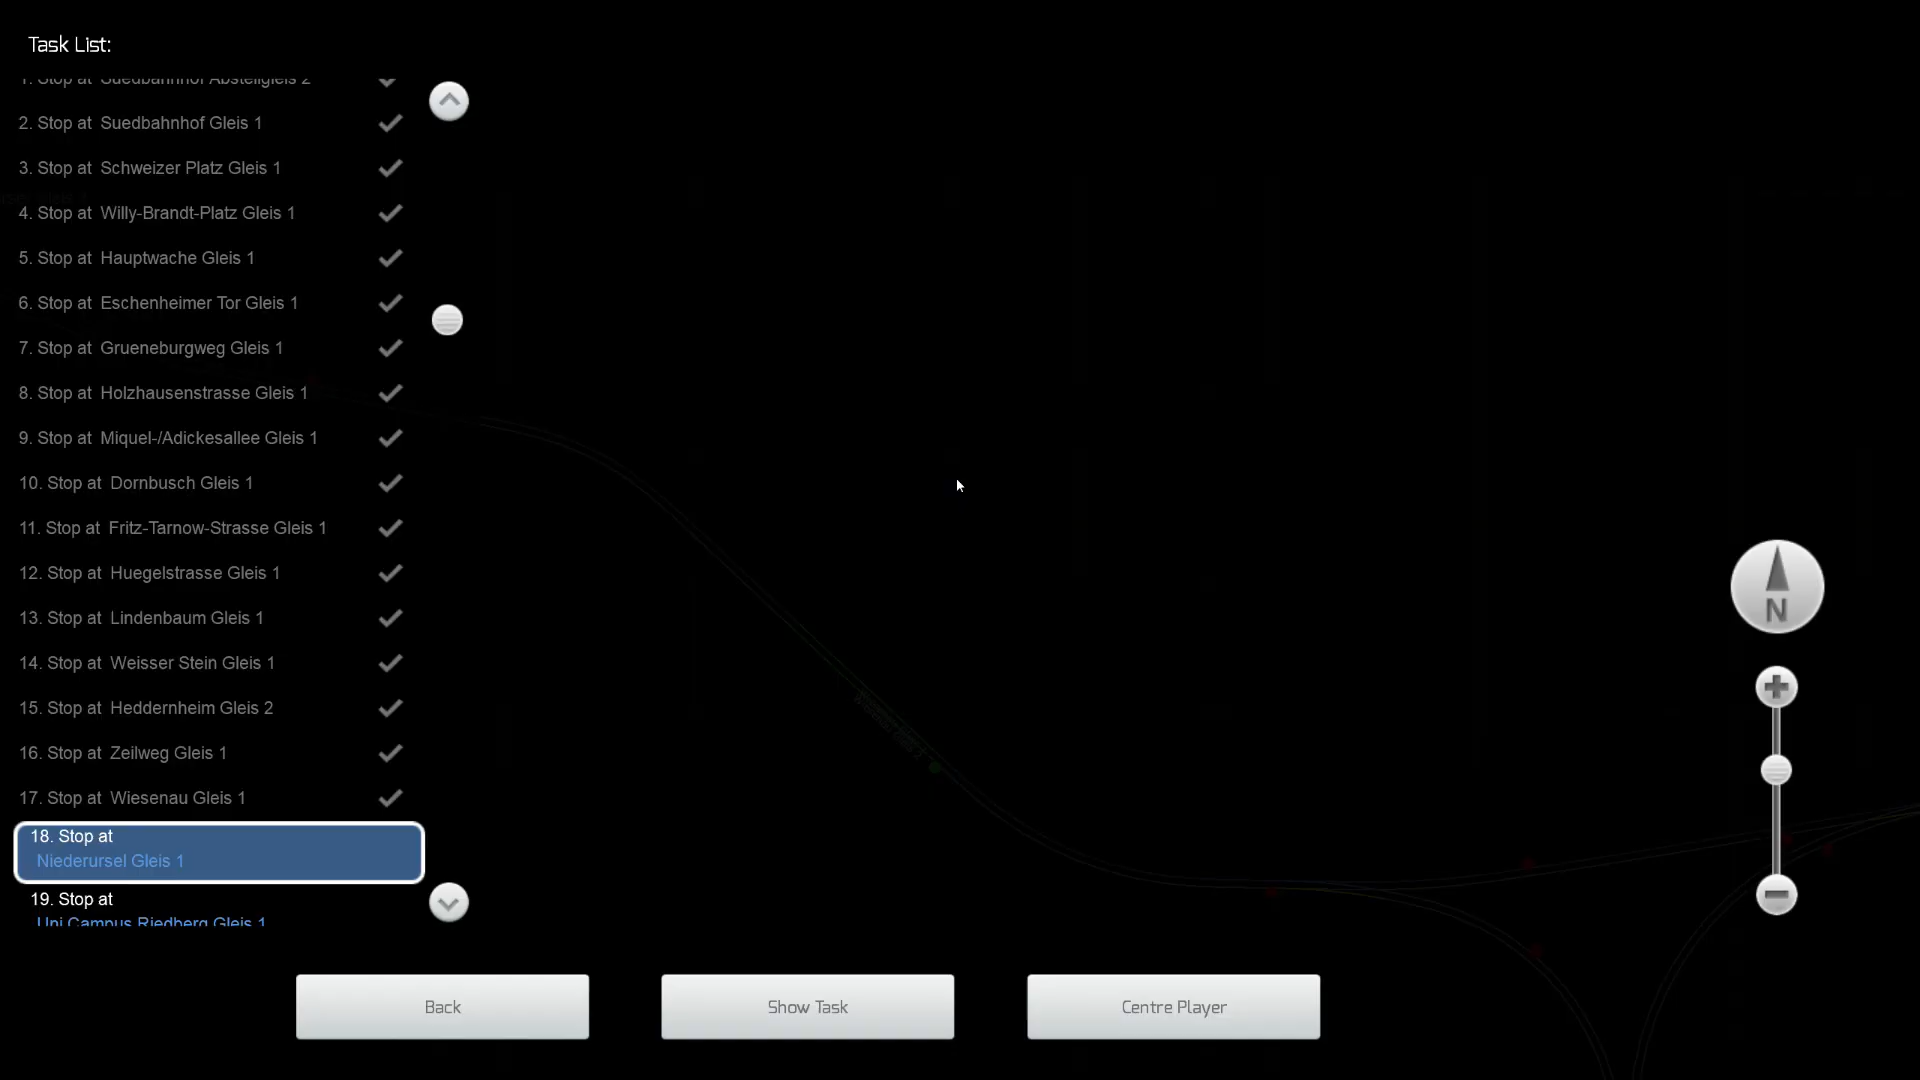 Task List:
1. Stop at Suedbahnhof Abstellgleis 2
2. Stop at Suedbahnhof Gleis 1
3. Stop at Schweizer Platz Gleis 1
4. Stop at Willy-Brandt-Platz Gleis 1
5. Stop at Hauptwache Gleis 1
6. Stop at Eschenheimer Tor Gleis 1
7. Stop at Grueneburgweg Gleis 1
8. Stop at Holzhausenstrasse Gleis 1
9. Stop at Miquel-/Adickesallee Gleis 1
10. Stop at Dornbusch Gleis 1
11. Stop at Fritz-Tarnow-Strasse Gleis 1
12. Stop at Huegelstrasse Gleis 1
13. Stop at Lindenbaum Gleis 1
14. Stop at Weisser Stein Gleis 1
15. Stop at Heddernheim Gleis 2
16. Stop at Zeilweg Gleis 1
17. Stop at Wiesenau Gleis 1
18. Stop at
Niederursel Gleis 1
19. Stop at
Uni Campus Riedberg Gleis 1
N
Back
Show Task
Centre Player